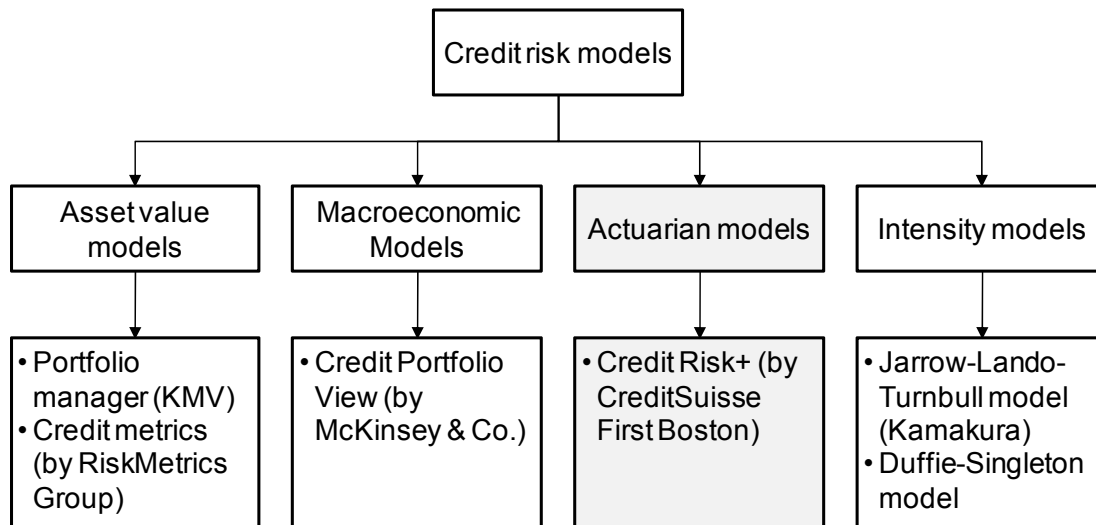 Credit risk models
Asset value
models
Macroeconomic
Models
Actuarian models
Intensity models
• Portfolio
manager (KMV)
• Credit metrics
(by RiskMetrics
Group)
• Credit Portfolio
View (by
McKinsey & Co.)
• Credit Risk+ (by
CreditSuisse
First Boston)
• Jarrow-Lando-
Turnbull model
(Kamakura)
• Duffie-Singleton
model